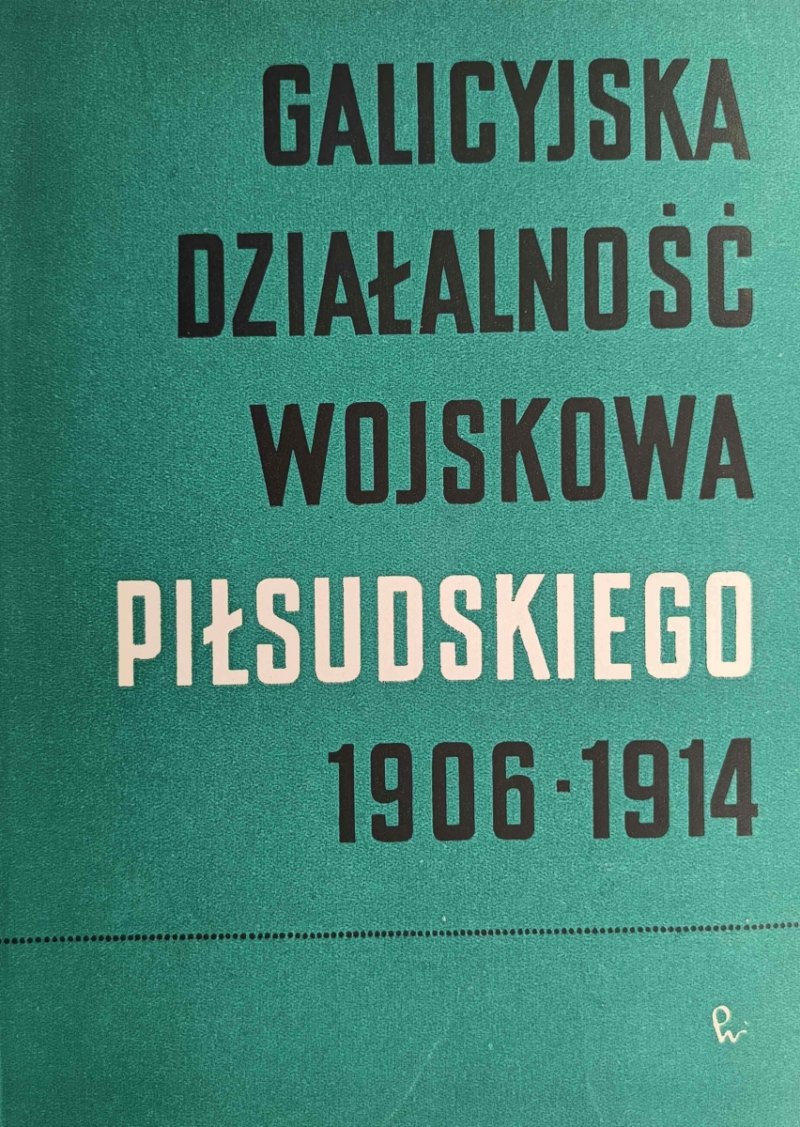 GALICYJSKA
DZIAŁALNOŚĆ
WOJSKOWA
PIŁSUDSKIEGO
1906-1914